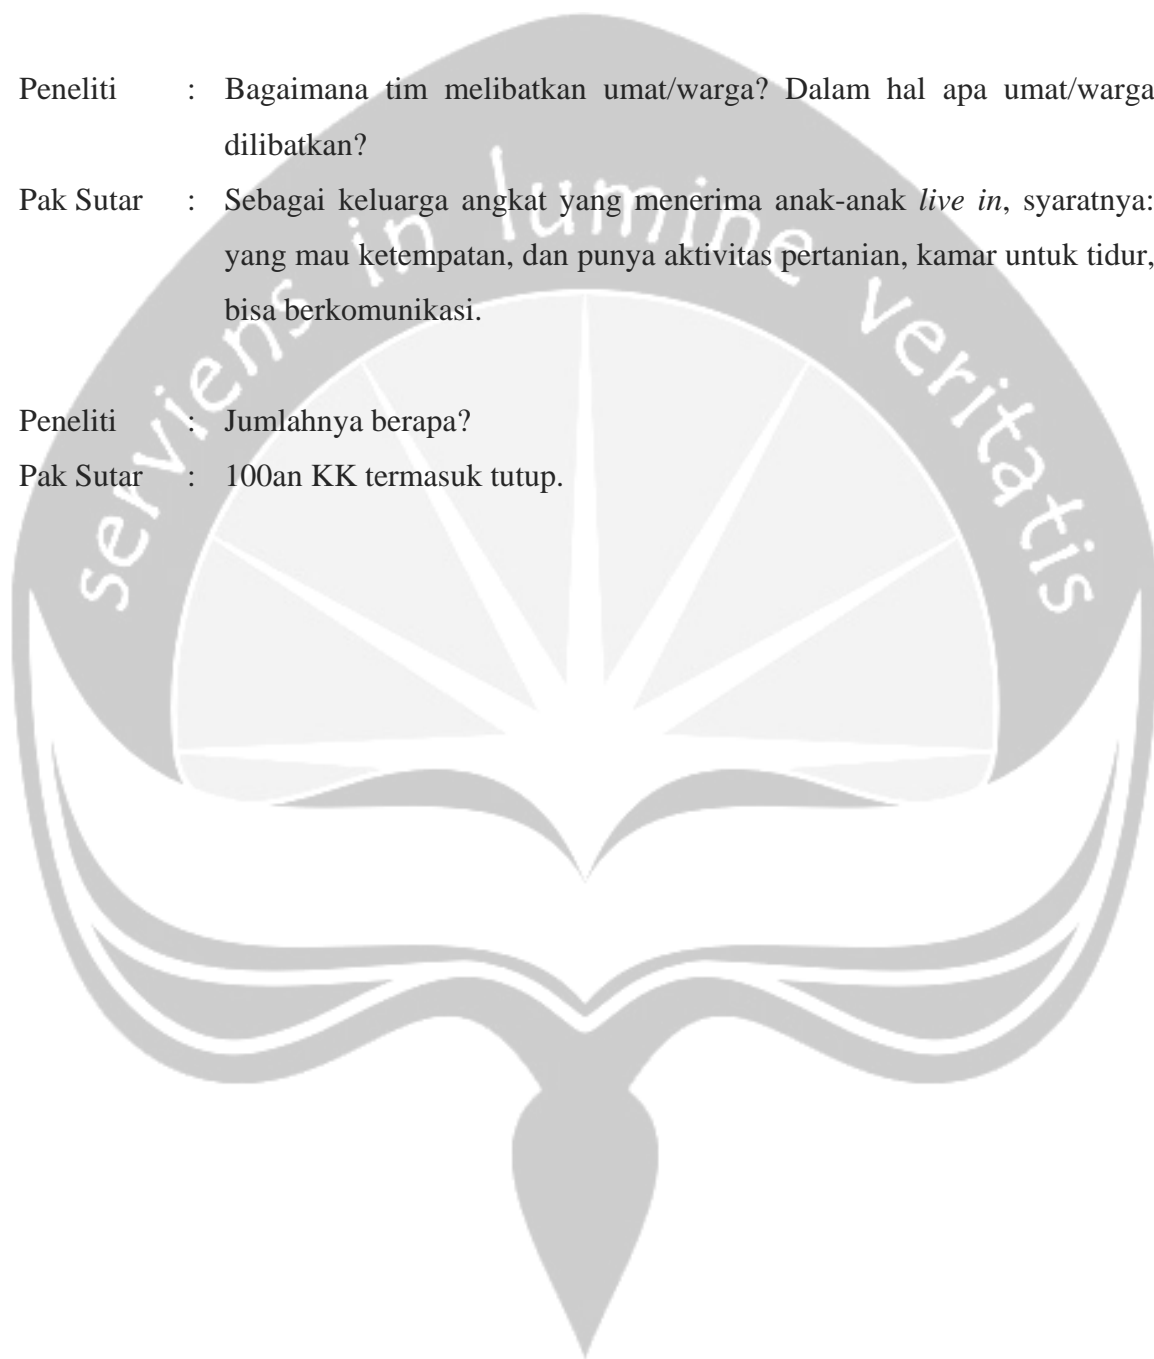 Peneliti : Bagaimana tim melibatkan umat/warga? Dalam hal apa umat/warga
dilibatkan?
Pak Sutar : Sebagai keluarga angkat yang menerima anak-anak live in, syaratnya:
yang mau ketempatan, dan punya aktivitas pertanian, kamar untuk tidur,
bisa berkomunikasi.
Peneliti : Jumlahnya berapa?
Pak Sutar : 100an KK termasuk tutup.
serviens in lumine veritatis